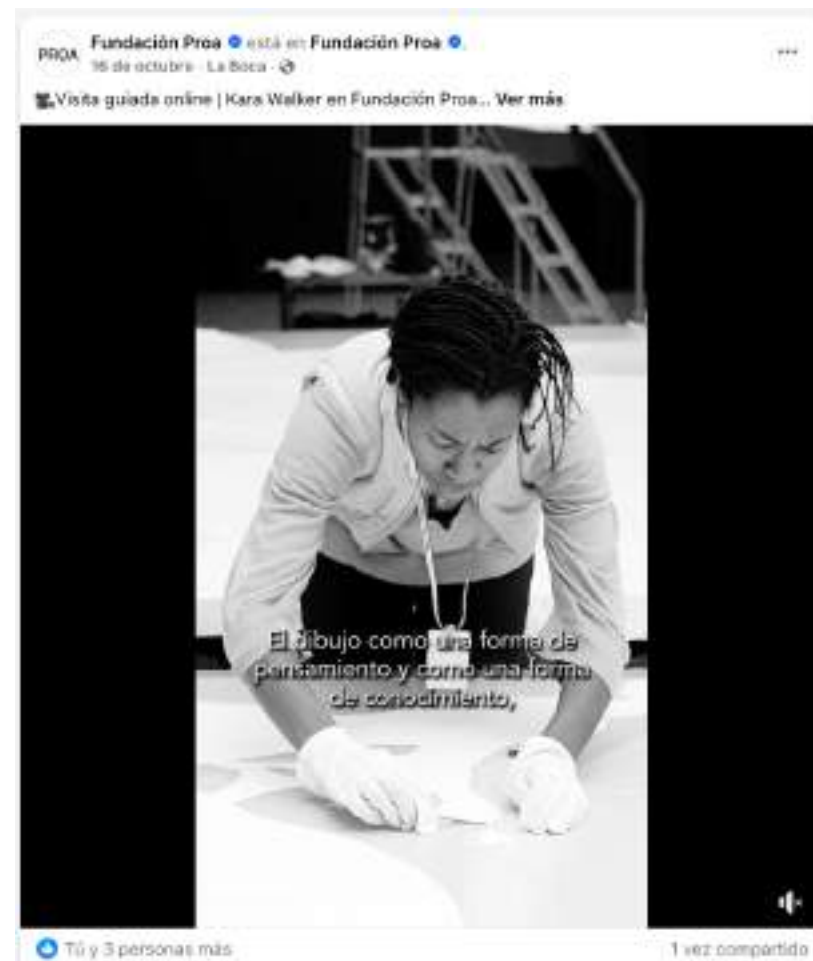 PROA
Fundación Proa está en Fundación Proa.
16 de octubre · La Boca ·
Visita guiada online | Kara Walker en Fundación Proa... Ver más
El dibujo como una forma de
pensamiento y como una forma
de conocimiento,
Tú y 3 personas más
1 vez compartido